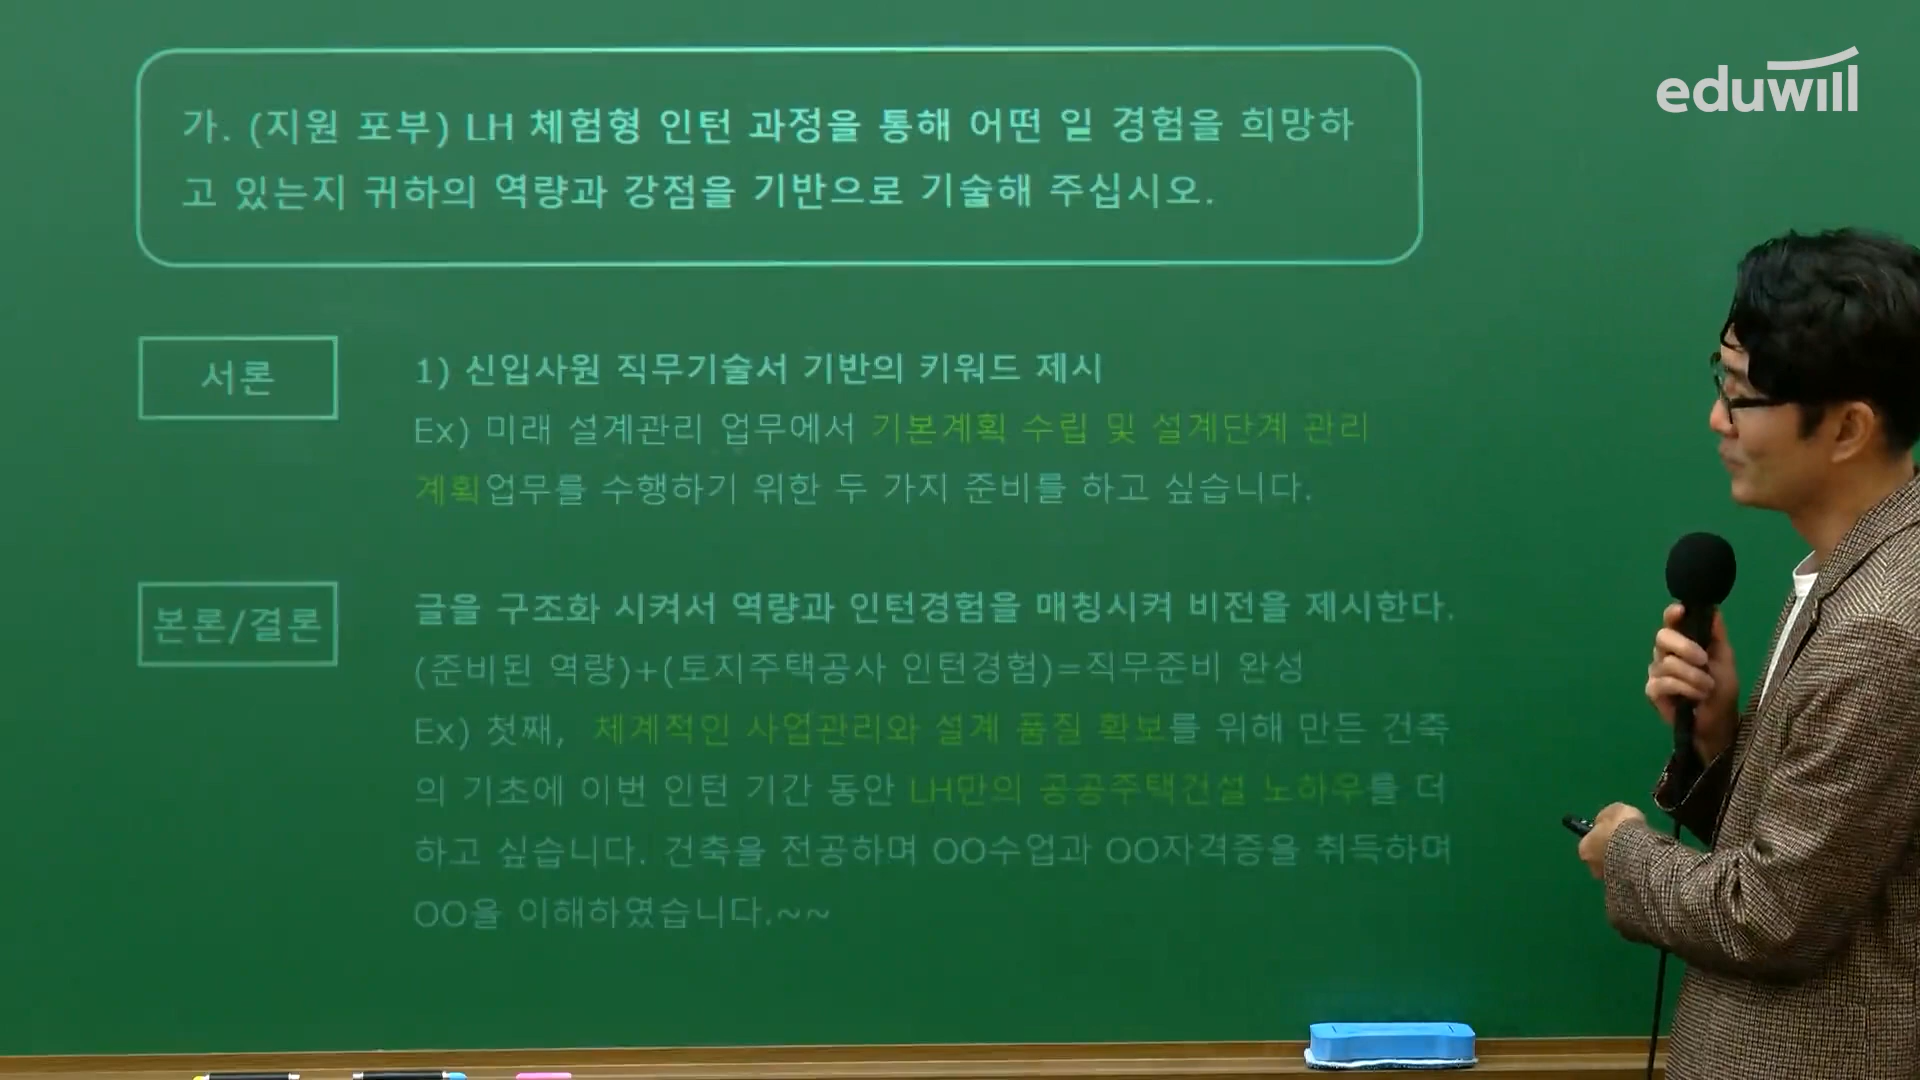 eduwill
가. (지원 포부) LH 체험형 인턴 과정을 통해 어떤 일 경험을 희망하
고 있는지 귀하의 역량과 강점을 기반으로 기술해 주십시오.
서론
1) 신입사원 직무기술서 기반의 키워드 제시
Ex) 미래 설계관리 업무에서 기본계획 수립 및 설계단계 관리
계획업무를 수행하기 위한 두 가지 준비를 하고 싶습니다.
본론/결론
글을 구조화 시켜서 역량과 인턴경험을 매칭시켜 비전을 제시한다.
(준비된 역량)+(토지주택공사 인턴경험)=직무준비 완성
Ex) 첫째, 체계적인 사업관리와 설계 품질 확보를 위해 만든 건축
의 기초에 이번 인턴 기간 동안 LH만의 공공주택건설 노하우를 더
하고 싶습니다. 건축을 전공하며 OO수업과 OO자격증을 취득하며
OO을 이해하였습니다.~~